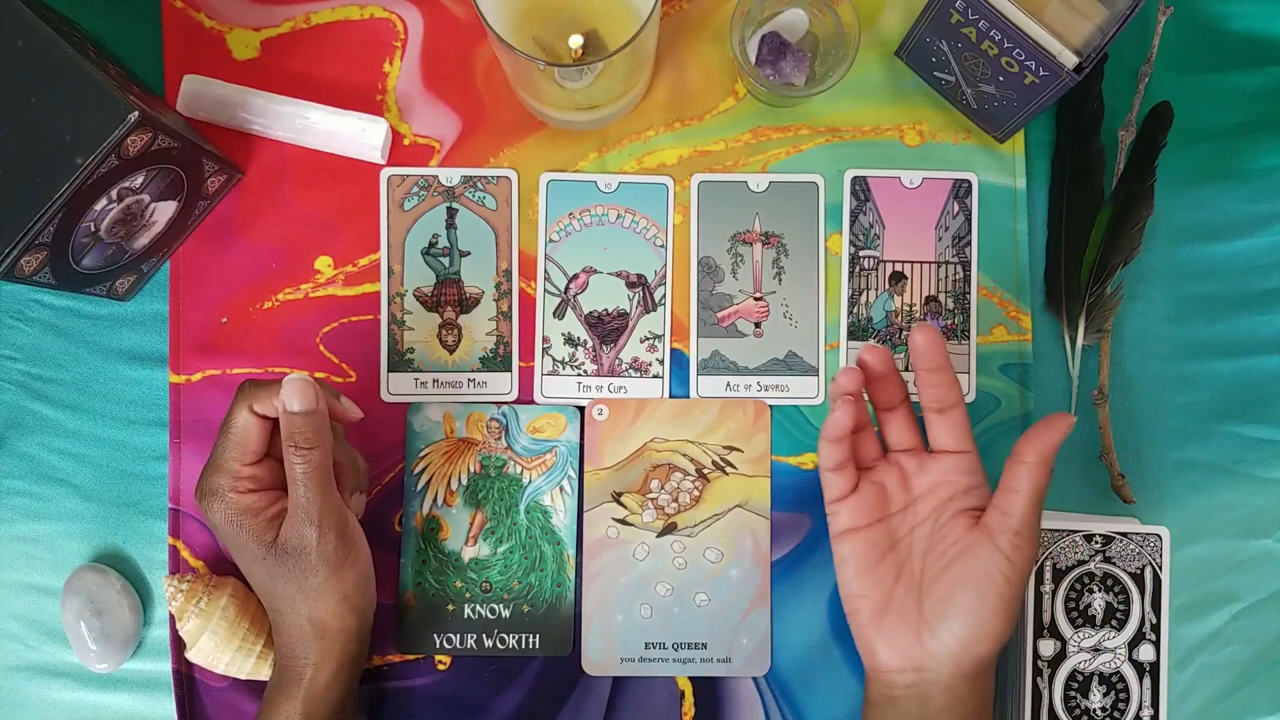 EVERYDAY
TAROT
12
THE HANGED MAN
10
TEN OF CUPS
1
ACE OF SWORDS
6
KNOW
YOUR WORTH
2
EVIL QUEEN
you deserve sugar, not salt